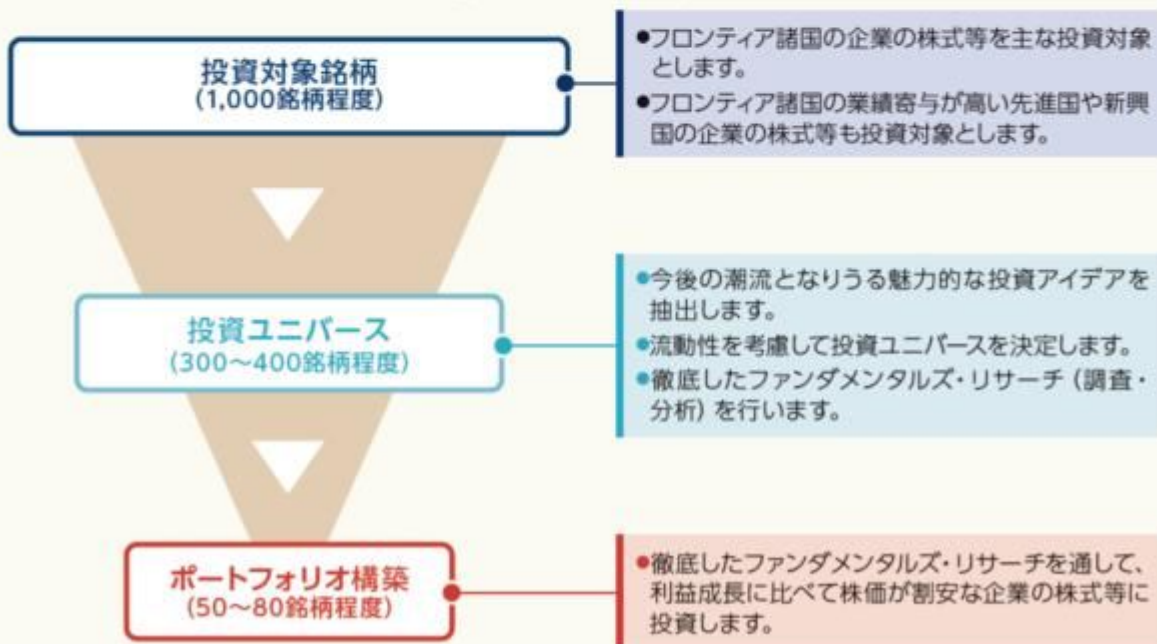 投資対象銘柄
(1,000銘柄程度)
●フロンティア諸国の企業の株式等を主な投資対象
とします。
●フロンティア諸国の業績寄与が高い先進国や新興
国の企業の株式等も投資対象とします。
投資ユニバース
(300～400銘柄程度)
●今後の潮流となりうる魅力的な投資アイデアを
抽出します。
●流動性を考慮して投資ユニバースを決定します。
●徹底したファンダメンタルズ・リサーチ（調査・
分析）を行います。
ポートフォリオ構築
(50～80銘柄程度)
●徹底したファンダメンタルズ・リサーチを通して、
利益成長に比べて株価が割安な企業の株式等に
投資します。